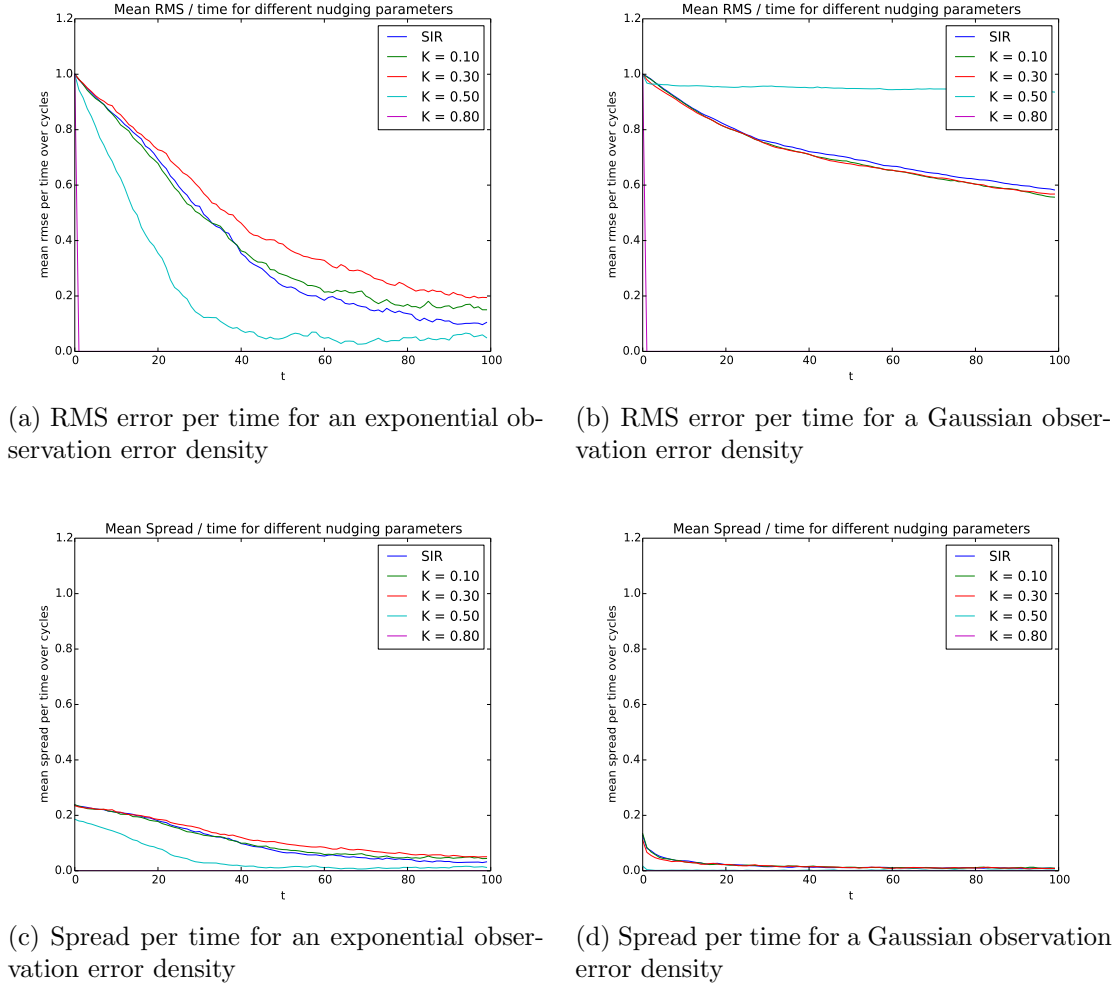 Mean RMS / time for different nudging parameters
1.2
1.0
0.8
0.6
0.4
0.2
0.0
mean rmse per time over cycles
SIR
K = 0.10
K = 0.30
K = 0.50
K = 0.80
0 20 40 60 80 100
t
(a) RMS error per time for an exponential ob-
servation error density
Mean RMS / time for different nudging parameters
1.2
1.0
0.8
0.6
0.4
0.2
0.0
mean rmse per time over cycles
SIR
K = 0.10
K = 0.30
K = 0.50
K = 0.80
0 20 40 60 80 100
t
(b) RMS error per time for a Gaussian obser-
vation error density
Mean Spread / time for different nudging parameters
1.2
1.0
0.8
0.6
0.4
0.2
0.0
mean spread per time over cycles
SIR
K = 0.10
K = 0.30
K = 0.50
K = 0.80
0 20 40 60 80 100
t
(c) Spread per time for an exponential obser-
vation error density
Mean Spread / time for different nudging parameters
1.2
1.0
0.8
0.6
0.4
0.2
0.0
mean spread per time over cycles
SIR
K = 0.10
K = 0.30
K = 0.50
K = 0.80
0 20 40 60 80 100
t
(d) Spread per time for a Gaussian observation
error density